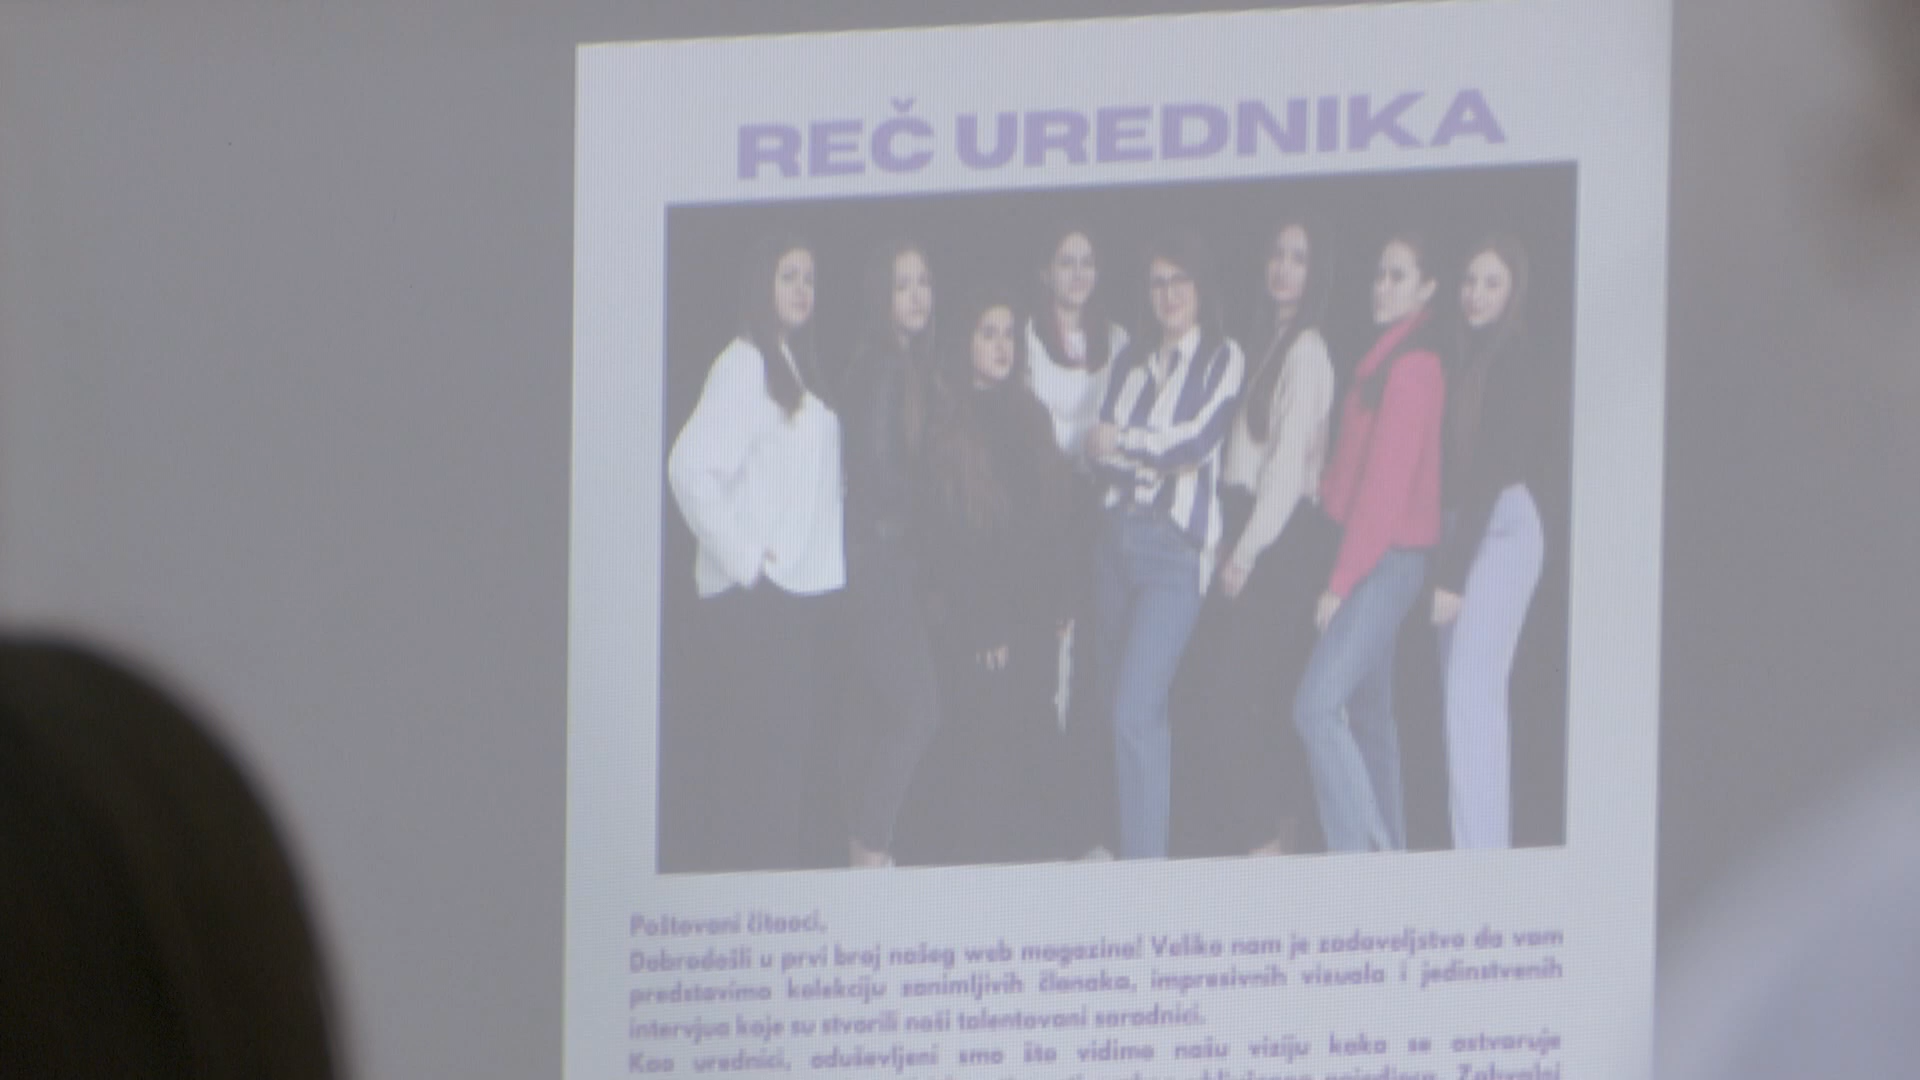 REČ UREDNIKA
Poštovani čitaoci,
Dobrodošli u prvi broj našeg web magazina! Veliko nam je zadovoljstvo da vam
predstavimo kolekciju zanimljivih članaka, impresivnih vizuala i jedinstvenih
intervjua koje su stvorili naši talentovani saradnici.
Kao urednici, oduševljeni smo što vidimo našu viziju kako se ostvaruje
pojedinca. Zahvalni